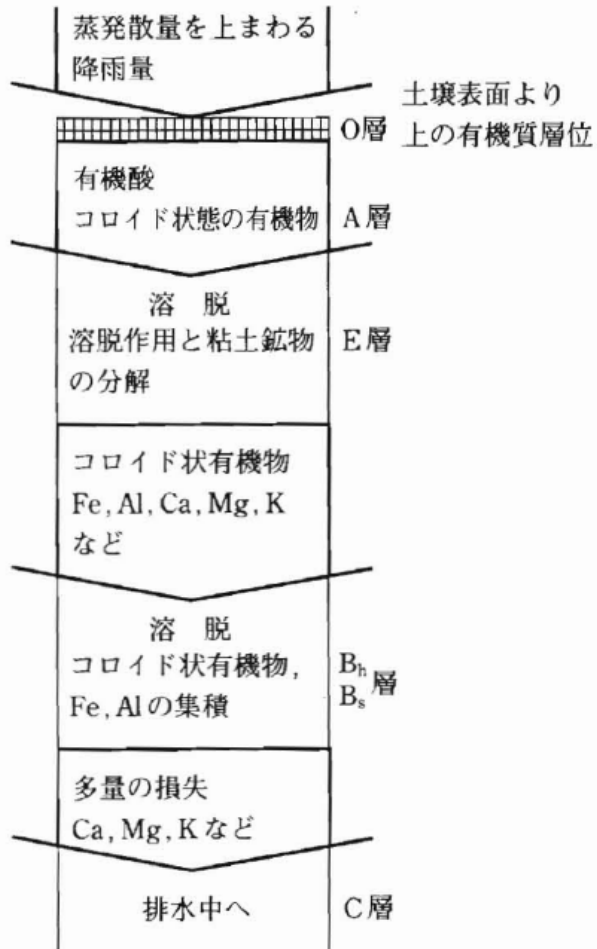 蒸発散量を上まわる
降雨量
土壌表面より
上の有機質層位
O層
有機酸
コロイド状態の有機物
A層
溶 脱
溶脱作用と粘土鉱物
の分解
E層
コロイド状有機物
Fe, Al, Ca, Mg, K
など
溶 脱
コロイド状有機物,
Fe, Alの集積
Bh
Bs層
多量の損失
Ca, Mg, Kなど
排水中へ
C層